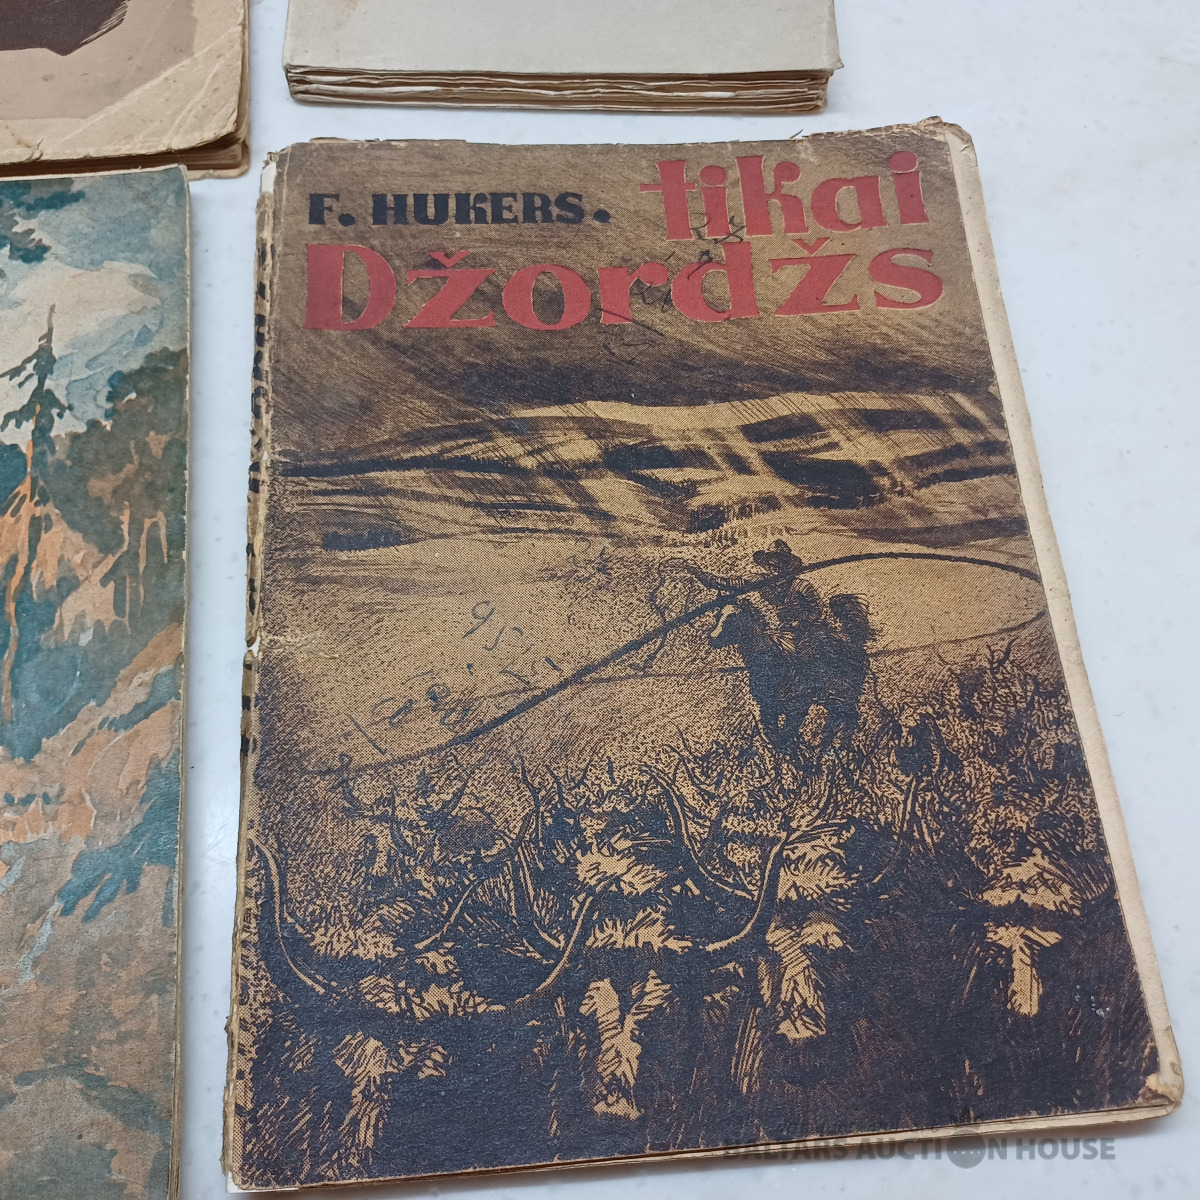 F. HUKERS.
tikai
Džordžs
BALTARS AUCTION HOUSE